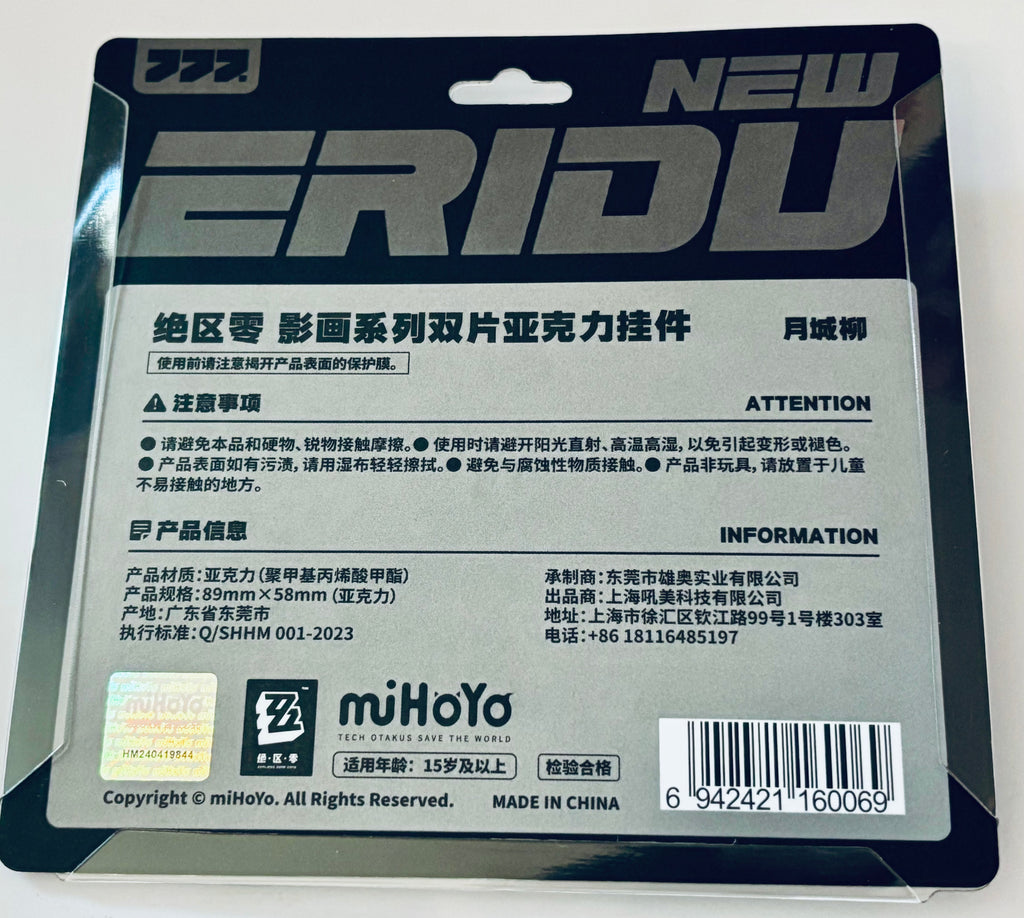 NEW
ERIDU
绝区零 影画系列双片亚克力挂件
月城柳
使用前请注意揭开产品表面的保护膜。
注意事项
ATTENTION
● 请避免本品和硬物、锐物接触摩擦。● 使用时请避开阳光直射、高温高湿, 以免引起变形或褪色。
● 产品表面如有污渍, 请用湿布轻轻擦拭。● 避免与腐蚀性物质接触。● 产品非玩具, 请放置于儿童
不易接触的地方。
产品信息
INFORMATION
产品材质:亚克力(聚甲基丙烯酸甲酯)
产品规格:89mm×58mm (亚克力)
产地:广东省东莞市
执行标准:Q/SHHM 001-2023
承制商:东莞市雄奥实业有限公司
出品商:上海吼美科技有限公司
地址:上海市徐汇区钦江路99号1号楼303室
电话:+86 18116485197
miHoYo
HM240419844
绝·区·零
miHoYo
TECH OTAKUS SAVE THE WORLD
适用年龄: 15岁及以上
检验合格
Copyright © miHoYo. All Rights Reserved.
MADE IN CHINA
6 942421 160069